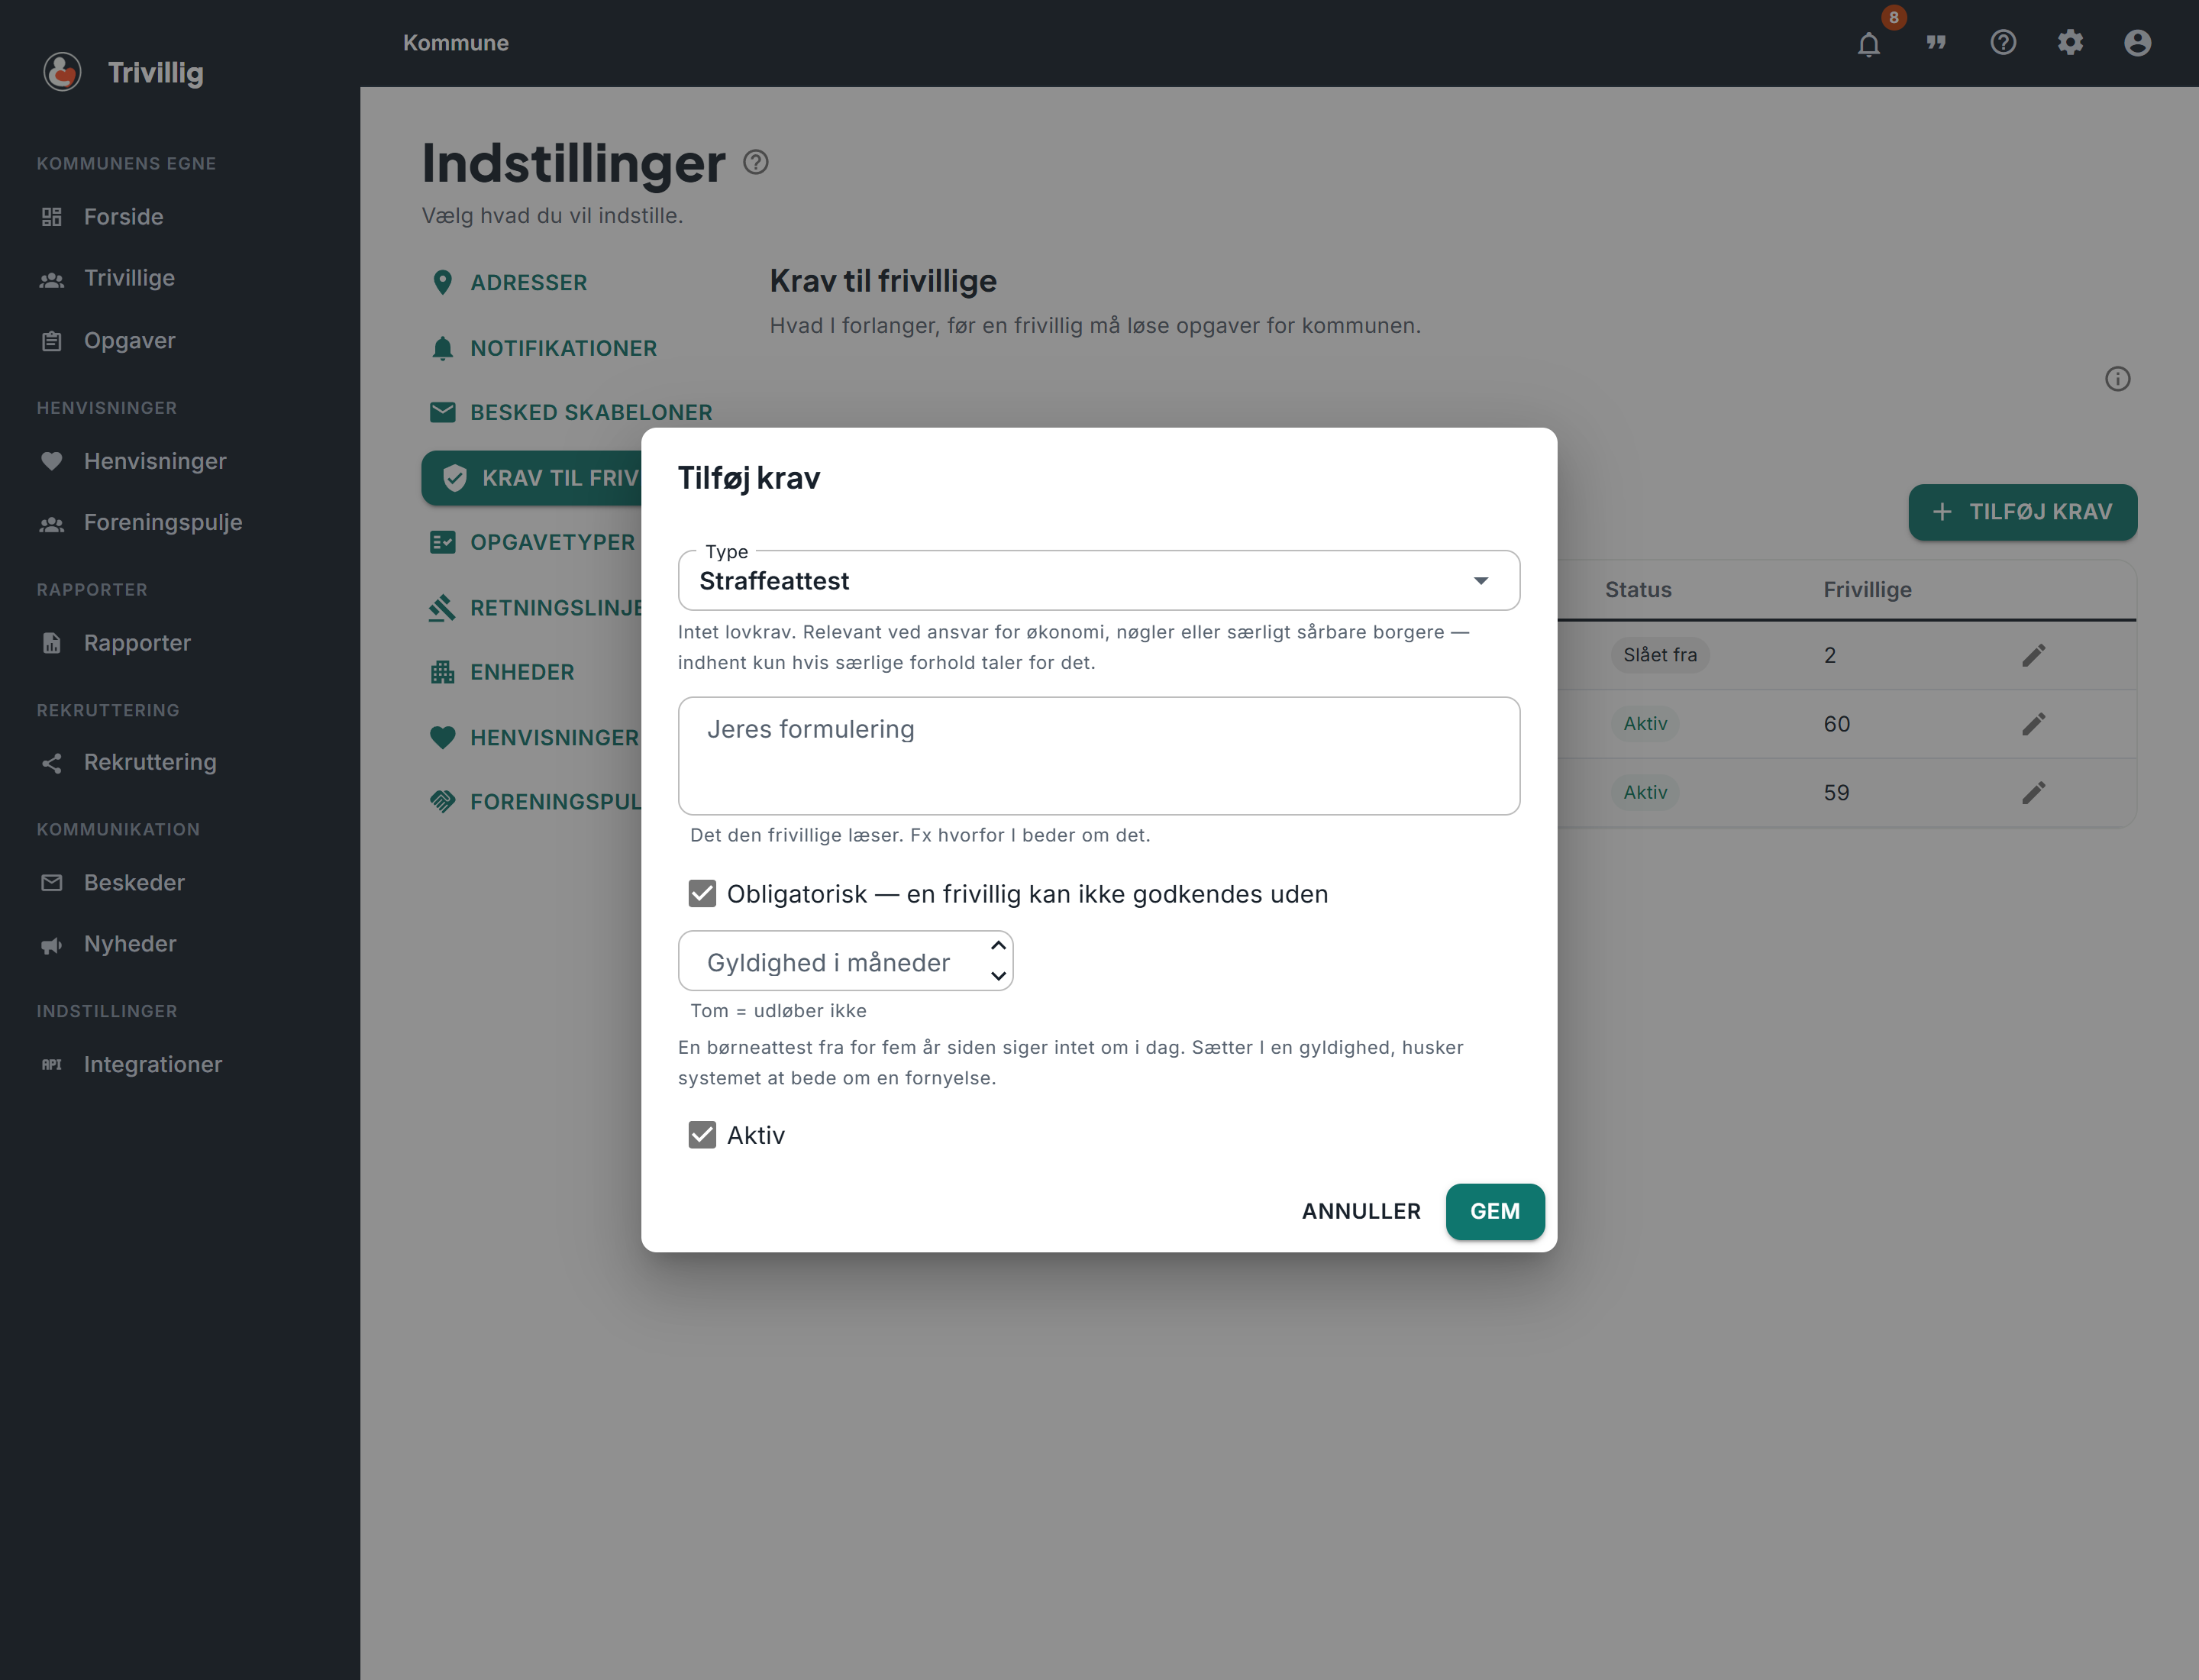 Trivillig
Kommune
8
KOMMUNENS EGNE
Forside
Trivillige
Opgaver
HENVISNINGER
Henvisninger
Foreningspulje
RAPPORTER
Rapporter
REKRUTTERING
Rekruttering
KOMMUNIKATION
Beskeder
Nyheder
INDSTILLINGER
API Integrationer
Indstillinger
Vælg hvad du vil indstille.
ADRESSER
NOTIFIKATIONER
BESKED SKABELONER
KRAV TIL FRIV
OPGAVETYPER
RETNINGSLINJE
ENHEDER
HENVISNINGER
FORENINGSPUL
Krav til frivillige
Hvad I forlanger, før en frivillig må løse opgaver for kommunen.
TILFØJ KRAV
Status Frivillige
Slået fra 2
Aktiv 60
Aktiv 59
Tilføj krav
Type
Straffeattest
Intet lovkrav. Relevant ved ansvar for økonomi, nøgler eller særligt sårbare borgere —
indhent kun hvis særlige forhold taler for det.
Jeres formulering
Det den frivillige læser. Fx hvorfor I beder om det.
Obligatorisk — en frivillig kan ikke godkendes uden
Gyldighed i måneder
Tom = udløber ikke
En børneattest fra for fem år siden siger intet om i dag. Sætter I en gyldighed, husker
systemet at bede om en fornyelse.
Aktiv
ANNULLER GEM